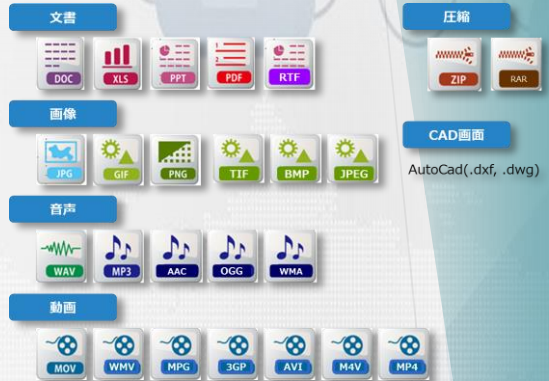 文書
DOC XLS PPT PDF RTF
画像
JPG GIF PNG TIF BMP JPEG
音声
WAV MP3 AAC OGG WMA
動画
MOV WMV MPG 3GP AVI M4V MP4
圧縮
ZIP RAR
CAD画面
AutoCad(.dxf, .dwg)